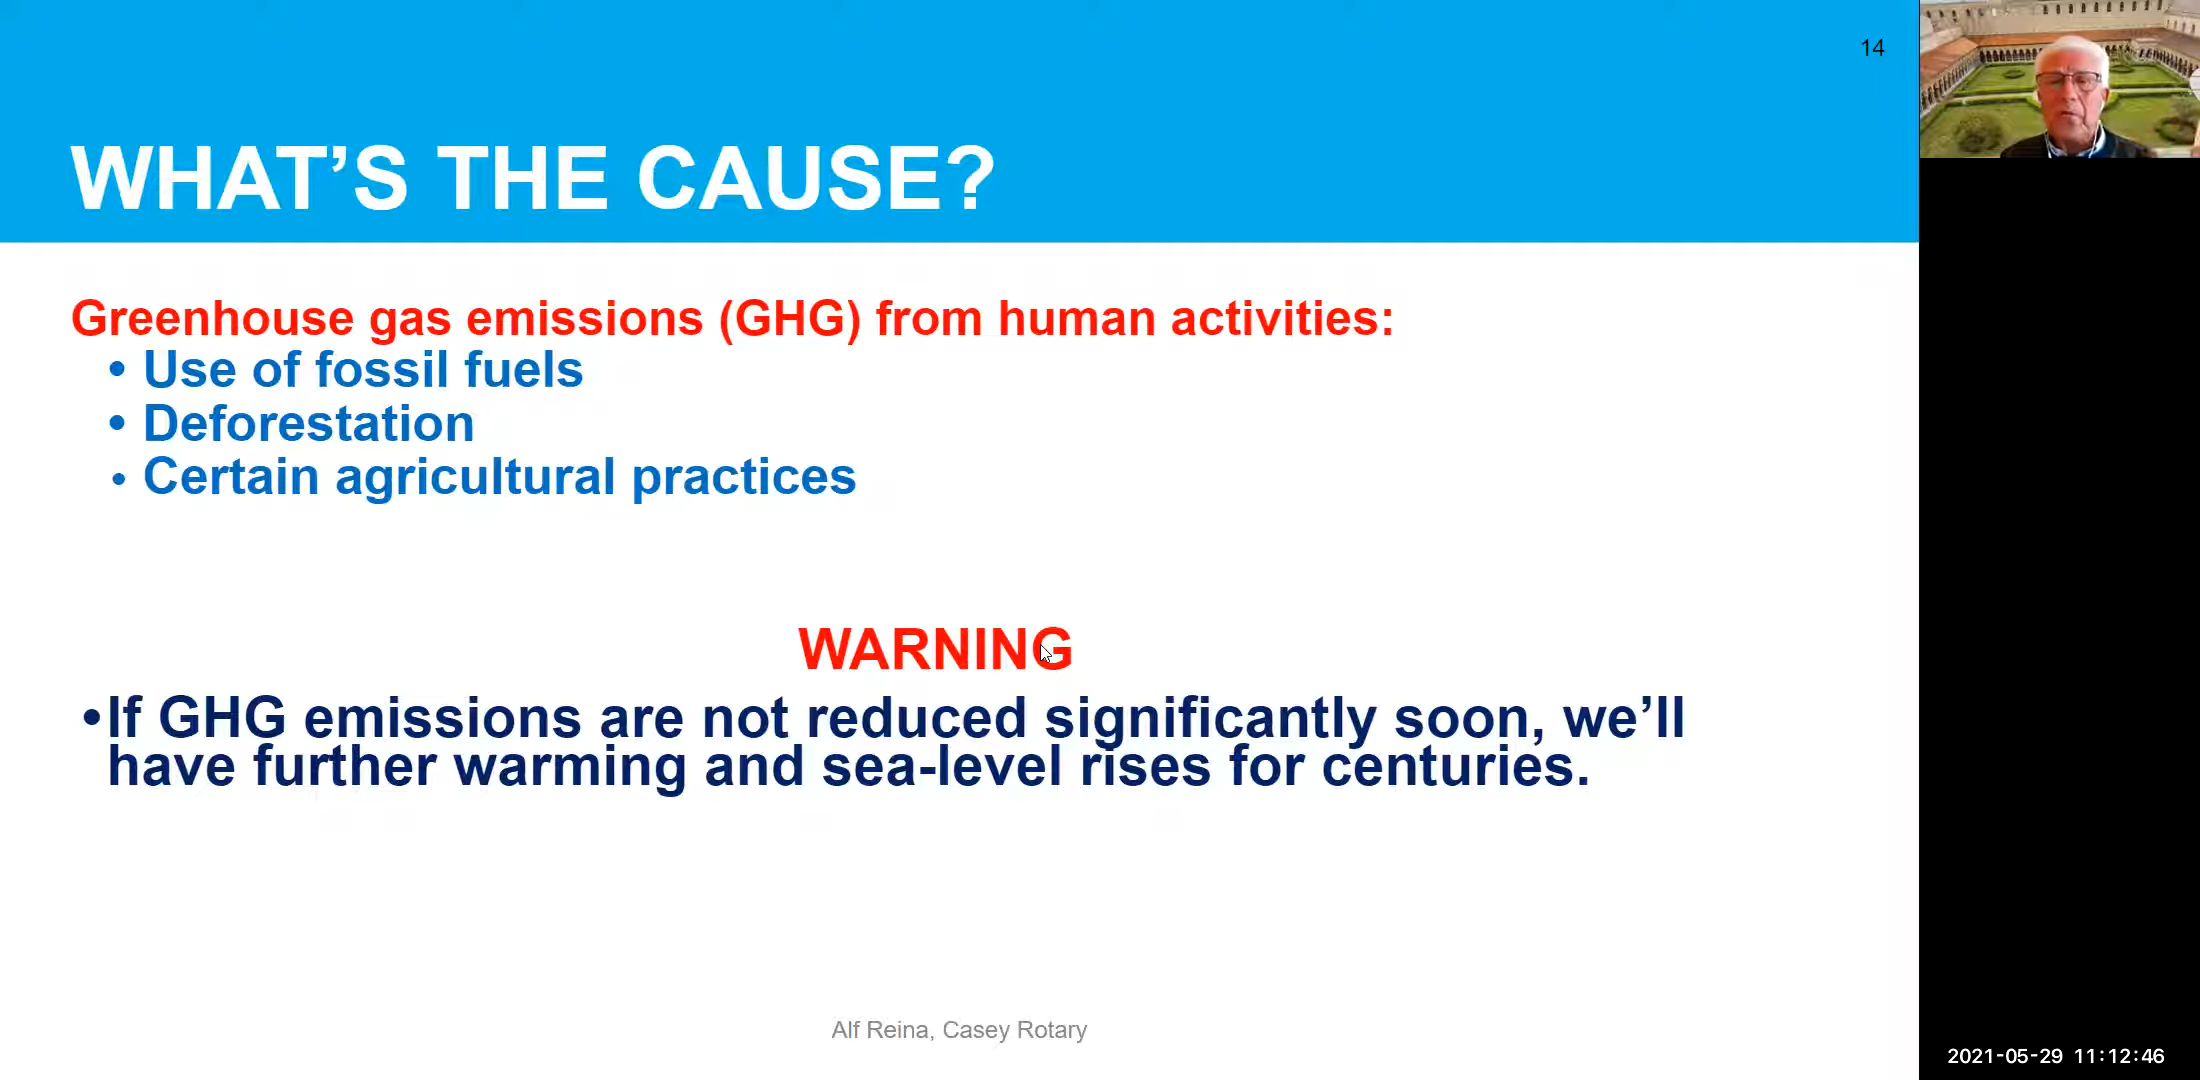 14
WHAT’S THE CAUSE?
Greenhouse gas emissions (GHG) from human activities:
• Use of fossil fuels
• Deforestation
• Certain agricultural practices
WARNING
•If GHG emissions are not reduced significantly soon, we’ll
have further warming and sea-level rises for centuries.
Alf Reina, Casey Rotary
2021-05-29 11:12:46